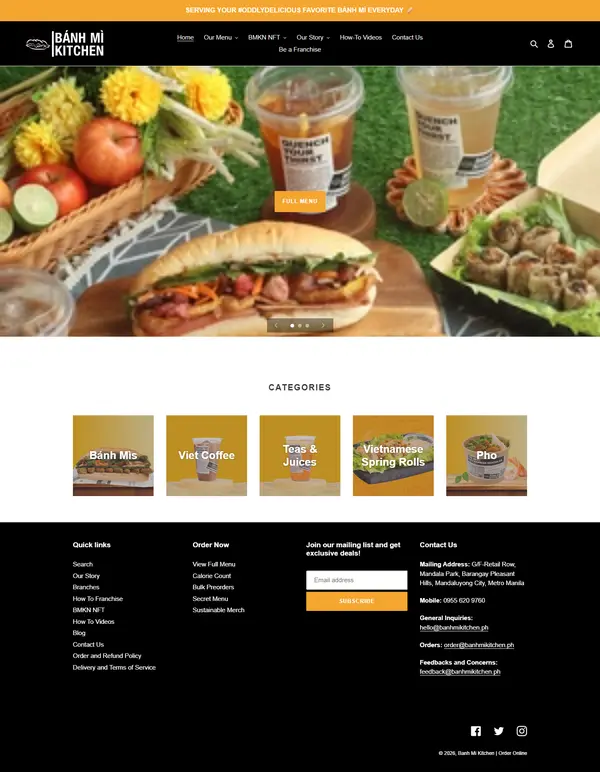 SERVING YOUR #ODDLYDELICIOUS FAVORITE BÁNH MÌ EVERYDAY 🥖
BÁNH MÌ
KITCHEN
Home
Our Menu
BMKN NFT
Our Story
How-To Videos
Contact Us
Be a Franchise
QUENCH
YOUR
THIRST
QUENCH
YOUR
THIRST
FULL MENU
CATEGORIES
Bánh Mìs
Viet Coffee
Teas &
Juices
Vietnamese
Spring Rolls
Pho
Quick links
Search
Our Story
Branches
How To Franchise
BMKN NFT
How To Videos
Blog
Contact Us
Order and Refund Policy
Delivery and Terms of Service
Order Now
View Full Menu
Calorie Count
Bulk Preorders
Secret Menu
Sustainable Merch
Join our mailing list and get
exclusive deals!
Email address
SUBSCRIBE
Contact Us
Mailing Address: G/F-Retail Row,
Mandala Park, Barangay Pleasant
Hills, Mandaluyong City, Metro Manila
Mobile: 0955 620 9760
General Inquiries:
hello@banhmikitchen.ph
Orders: order@banhmikitchen.ph
Feedbacks and Concerns:
feedback@banhmikitchen.ph
© 2026, Banh Mi Kitchen | Order Online